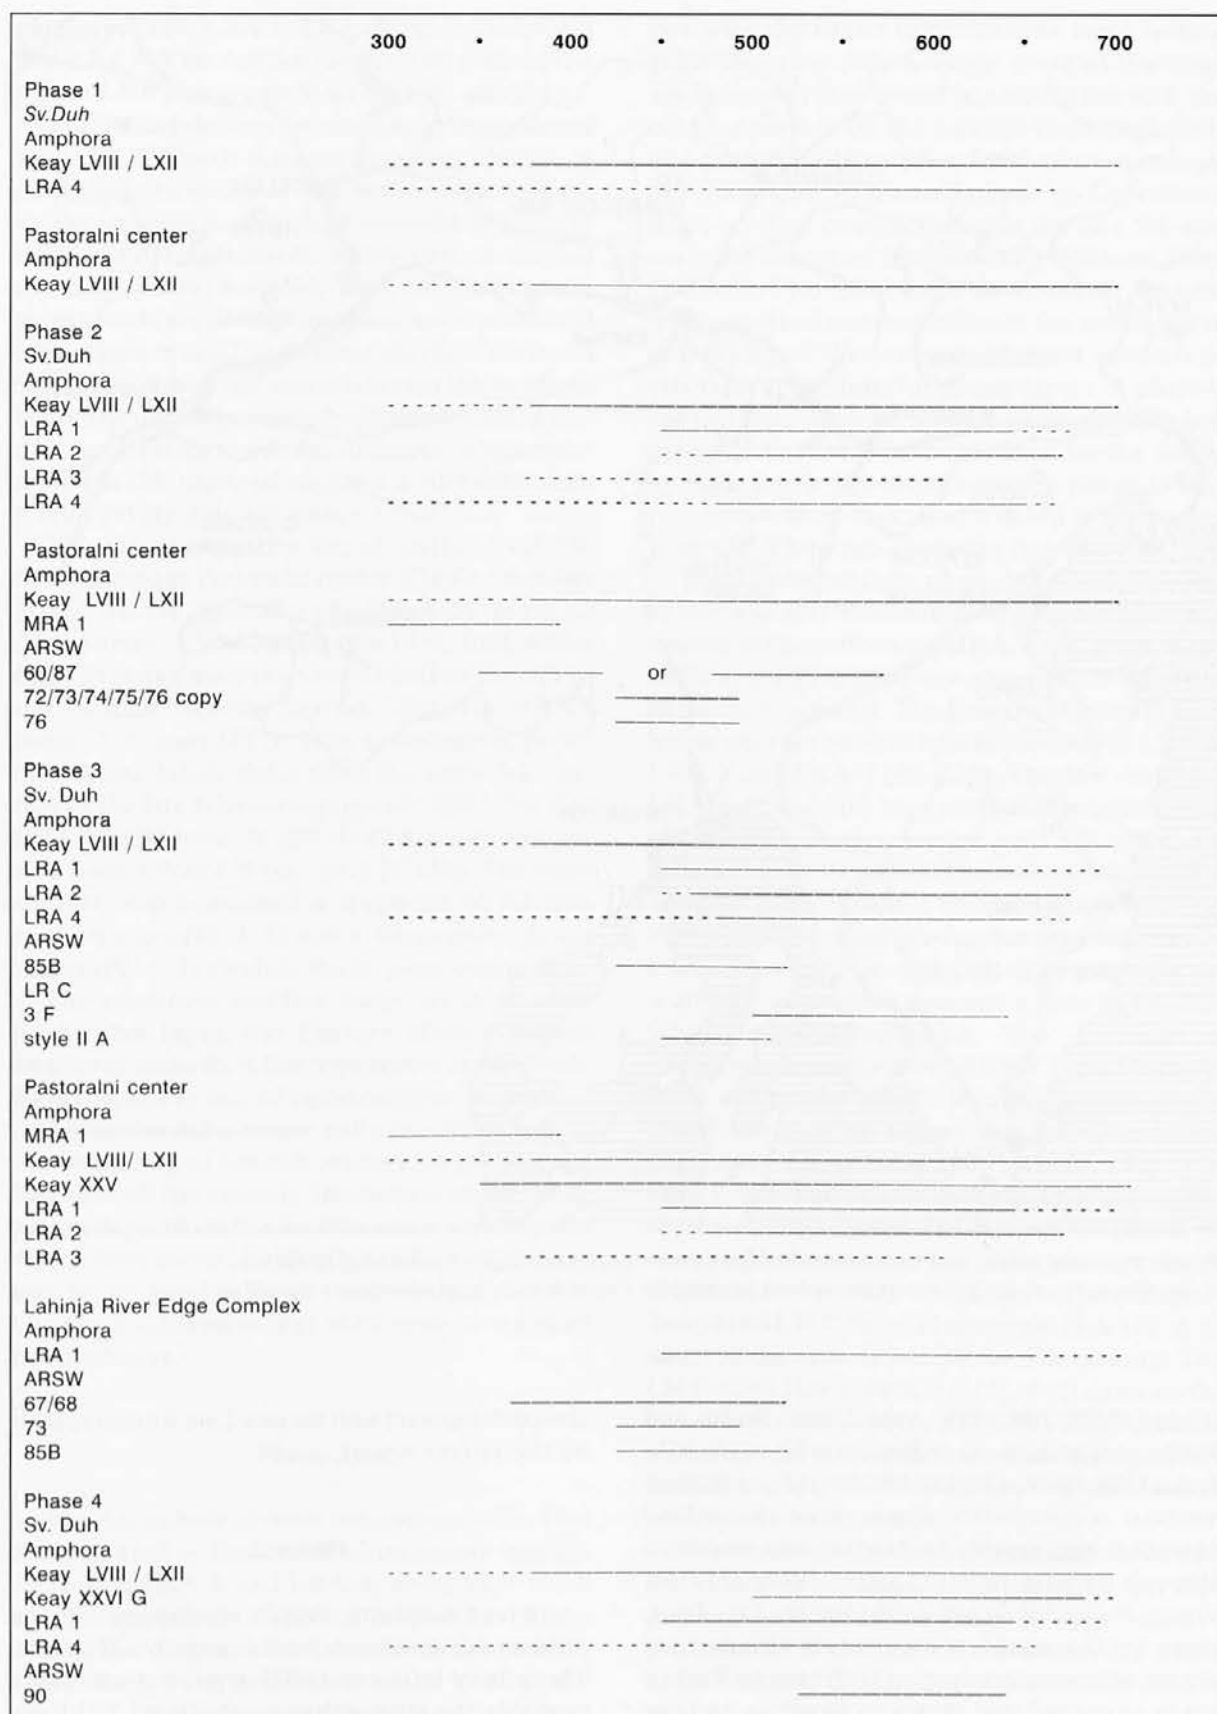 300 · 400 · 500 · 600 · 700
Phase 1
Sv.Duh
Amphora
Keay LVIII / LXII
LRA 4
Pastoralni center
Amphora
Keay LVIII / LXII
Phase 2
Sv.Duh
Amphora
Keay LVIII / LXII
LRA 1
LRA 2
LRA 3
LRA 4
Pastoralni center
Amphora
Keay LVIII / LXII
MRA 1
ARSW
60/87 or
72/73/74/75/76 copy
76
Phase 3
Sv. Duh
Amphora
Keay LVIII / LXII
LRA 1
LRA 2
LRA 4
ARSW
85B
LR C
3 F
style II A
Pastoralni center
Amphora
MRA 1
Keay LVIII/ LXII
Keay XXV
LRA 1
LRA 2
LRA 3
Lahinja River Edge Complex
Amphora
LRA 1
ARSW
67/68
73
85B
Phase 4
Sv. Duh
Amphora
Keay LVIII / LXII
Keay XXVI G
LRA 1
LRA 4
ARSW
90